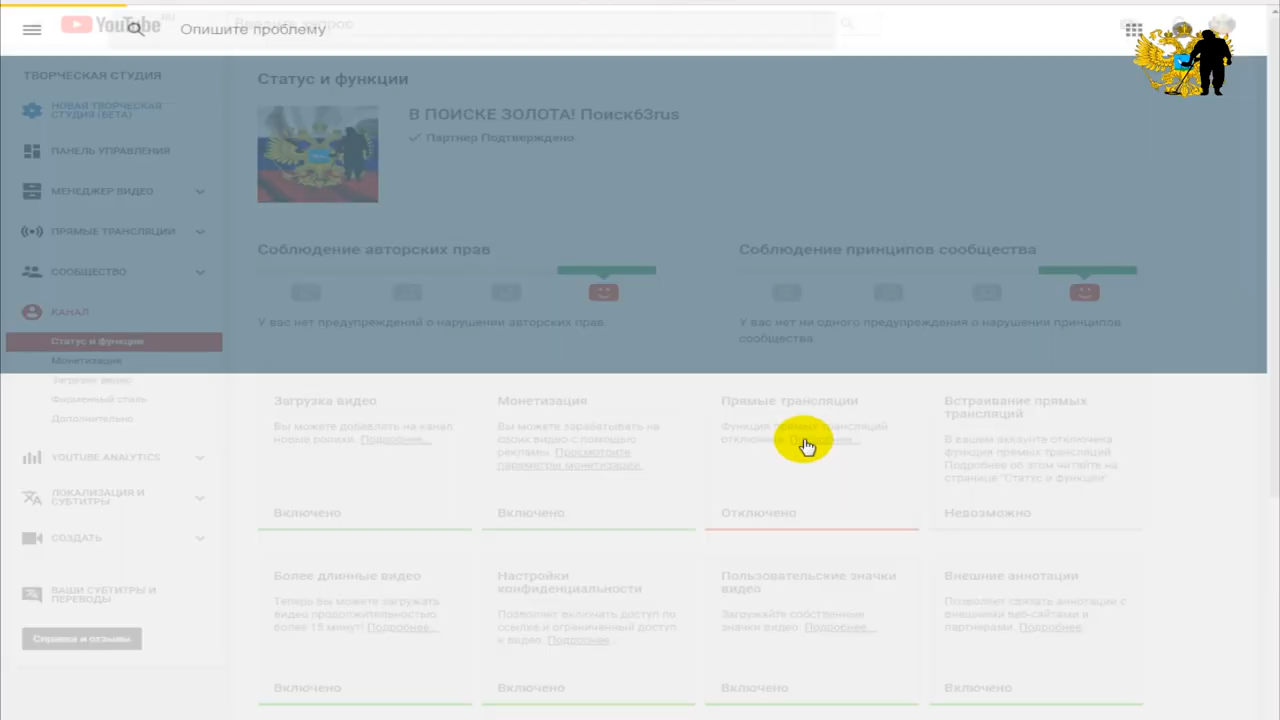 YouTube RU
Введите запрос
Опишите проблему
ТВОРЧЕСКАЯ СТУДИЯ
НОВАЯ ТВОРЧЕСКАЯ
СТУДИЯ (БЕТА)
ПАНЕЛЬ УПРАВЛЕНИЯ
МЕНЕДЖЕР ВИДЕО
ПРЯМЫЕ ТРАНСЛЯЦИИ
СООБЩЕСТВО
КАНАЛ
Статус и функции
Монетизация
Загрузка видео
Фирменный стиль
Дополнительно
YOUTUBE ANALYTICS
ЛОКАЛИЗАЦИЯ И
СУБТИТРЫ
СОЗДАТЬ
ВАШИ СУБТИТРЫ И
ПЕРЕВОДЫ
Справка и отзывы
Статус и функции
В ПОИСКЕ ЗОЛОТА! Поиск63rus
Партнер Подтверждено
Соблюдение авторских прав
У вас нет предупреждений о нарушении авторских прав.
Соблюдение принципов сообщества
У вас нет ни одного предупреждения о нарушении принципов
сообщества.
Загрузка видео
Вы можете добавлять на канал
новые ролики. Подробнее...
Включено
Монетизация
Вы можете зарабатывать на
своих видео с помощью
рекламы. Просмотрите
параметры монетизации.
Включено
Прямые трансляции
Функция прямых трансляций
отключена. Подробнее...
Отключено
Встраивание прямых
трансляций
В вашем аккаунте отключена
функция прямых трансляций
Подробнее об этом читайте на
странице "Статус и функции"
Невозможно
Более длинные видео
Теперь вы можете загружать
видео продолжительностью
более 15 минут! Подробнее...
Включено
Настройки
конфиденциальности
Позволяет включать доступ по
ссылке и ограниченный доступ
к видео. Подробнее...
Включено
Пользовательские значки
видео
Загружайте собственные
значки видео. Подробнее...
Включено
Внешние аннотации
Позволяет связать аннотации с
внешними веб-сайтами и
партнерами. Подробнее
Включено